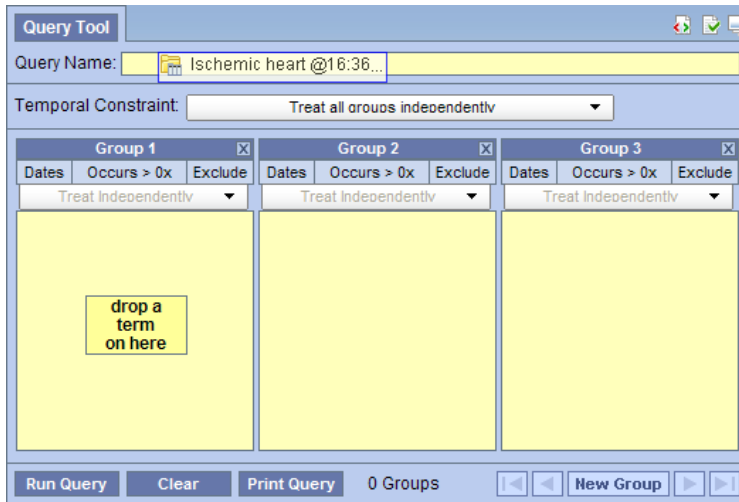 Query Tool
Query Name: Ischemic heart @16:36...
Temporal Constraint: Treat all groups independently
Group 1 X Group 2 X Group 3 X
Dates Occurs > 0x Exclude Dates Occurs > 0x Exclude Dates Occurs > 0x Exclude
Treat Independently Treat Independently Treat Independently
drop a
term
on here
Run Query Clear Print Query 0 Groups New Group